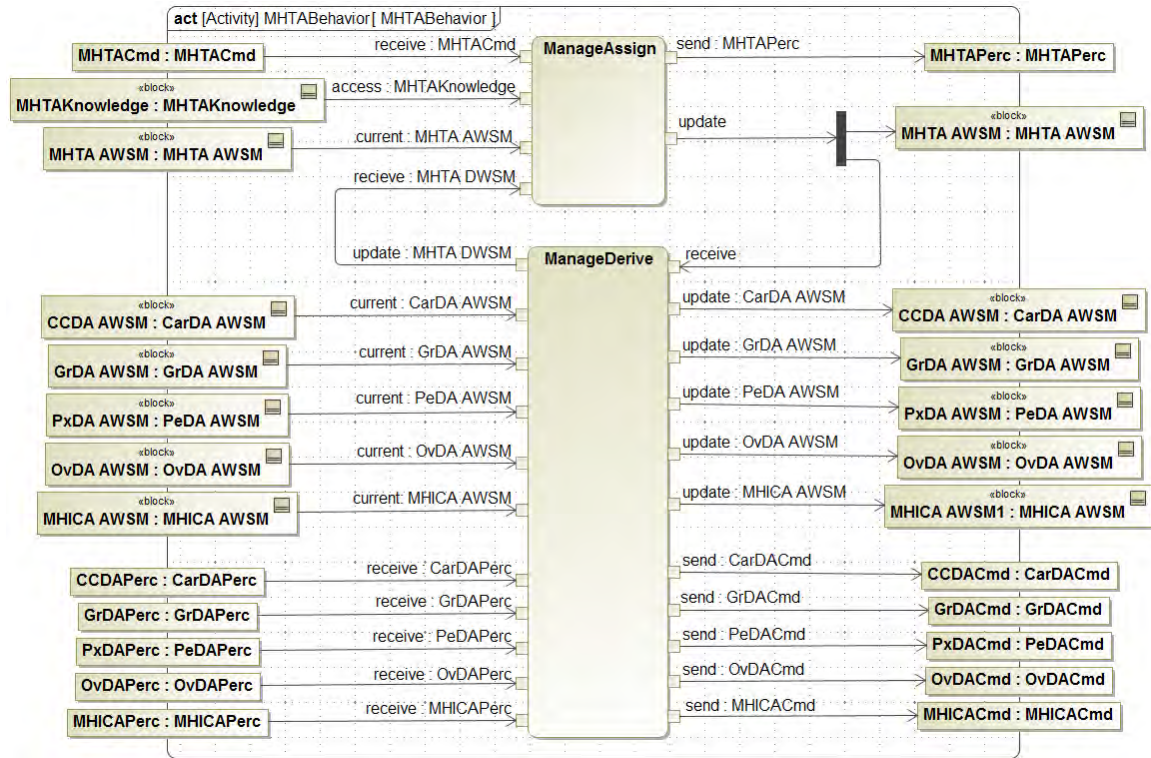 act [Activity] MHTABehavior[ MHTABehavior ]
MHTACmd : MHTACmd
receive : MHTACmd
ManageAssign
send : MHTAPerc
MHTAPerc : MHTAPerc
«block»
MHTAKnowledge : MHTAKnowledge
access : MHTAKnowledge
«block»
MHTA AWSM : MHTA AWSM
current : MHTA AWSM
update
«block»
MHTA AWSM : MHTA AWSM
recieve : MHTA DWSM
update : MHTA DWSM
ManageDerive
receive
«block»
CCDA AWSM : CarDA AWSM
current : CarDA AWSM
update : CarDA AWSM
«block»
CCDA AWSM : CarDA AWSM
«block»
GrDA AWSM : GrDA AWSM
current : GrDA AWSM
update : GrDA AWSM
«block»
GrDA AWSM : GrDA AWSM
«block»
PxDA AWSM : PeDA AWSM
current : PeDA AWSM
update : PeDA AWSM
«block»
PxDA AWSM : PeDA AWSM
«block»
OvDA AWSM : OvDA AWSM
current : OvDA AWSM
update : OvDA AWSM
«block»
OvDA AWSM : OvDA AWSM
«block»
MHICA AWSM : MHICA AWSM
current: MHICA AWSM
update : MHICA AWSM
«block»
MHICA AWSM1 : MHICA AWSM
CCDAPerc : CarDAPerc
receive : CarDAPerc
send : CarDACmd
CCDACmd : CarDACmd
GrDAPerc : GrDAPerc
receive : GrDAPerc
send : GrDACmd
GrDACmd : GrDACmd
PxDAPerc : PeDAPerc
receive : PeDAPerc
send : PeDACmd
PxDACmd : PeDACmd
OvDAPerc : OvDAPerc
receive : OvDAPerc
send : OvDACmd
OvDACmd : OvDACmd
MHICAPerc : MHICAPerc
receive : MHICAPerc
send : MHICACmd
MHICACmd : MHICACmd